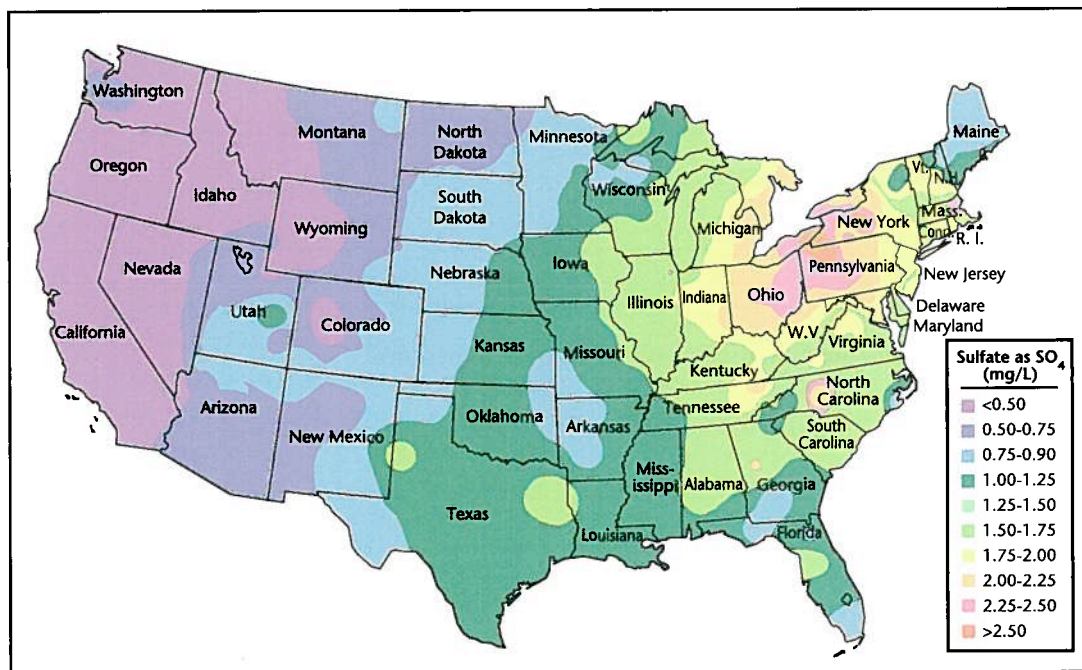 Washington
Montana
North
Dakota
Minnesota
Maine
Oregon
Idaho
Wisconsin
Vt.
N.H.
South
Dakota
Wyoming
Michigan
New York
Mass.
Conn.
R. I.
Nevada
Nebraska
Iowa
Pennsylvania
New Jersey
Utah
Illinois
Indiana
Ohio
California
Colorado
Delaware
Maryland
Kansas
Missouri
W.V
Virginia
Kentucky
Arizona
New Mexico
Oklahoma
Arkansas
Tennessee
North
Carolina
South
Carolina
Miss-
issippi
Alabama
Georgia
Texas
Louisiana
Florida
Sulfate as SO₄
(mg/L)
<0.50
0.50-0.75
0.75-0.90
1.00-1.25
1.25-1.50
1.50-1.75
1.75-2.00
2.00-2.25
2.25-2.50
>2.50